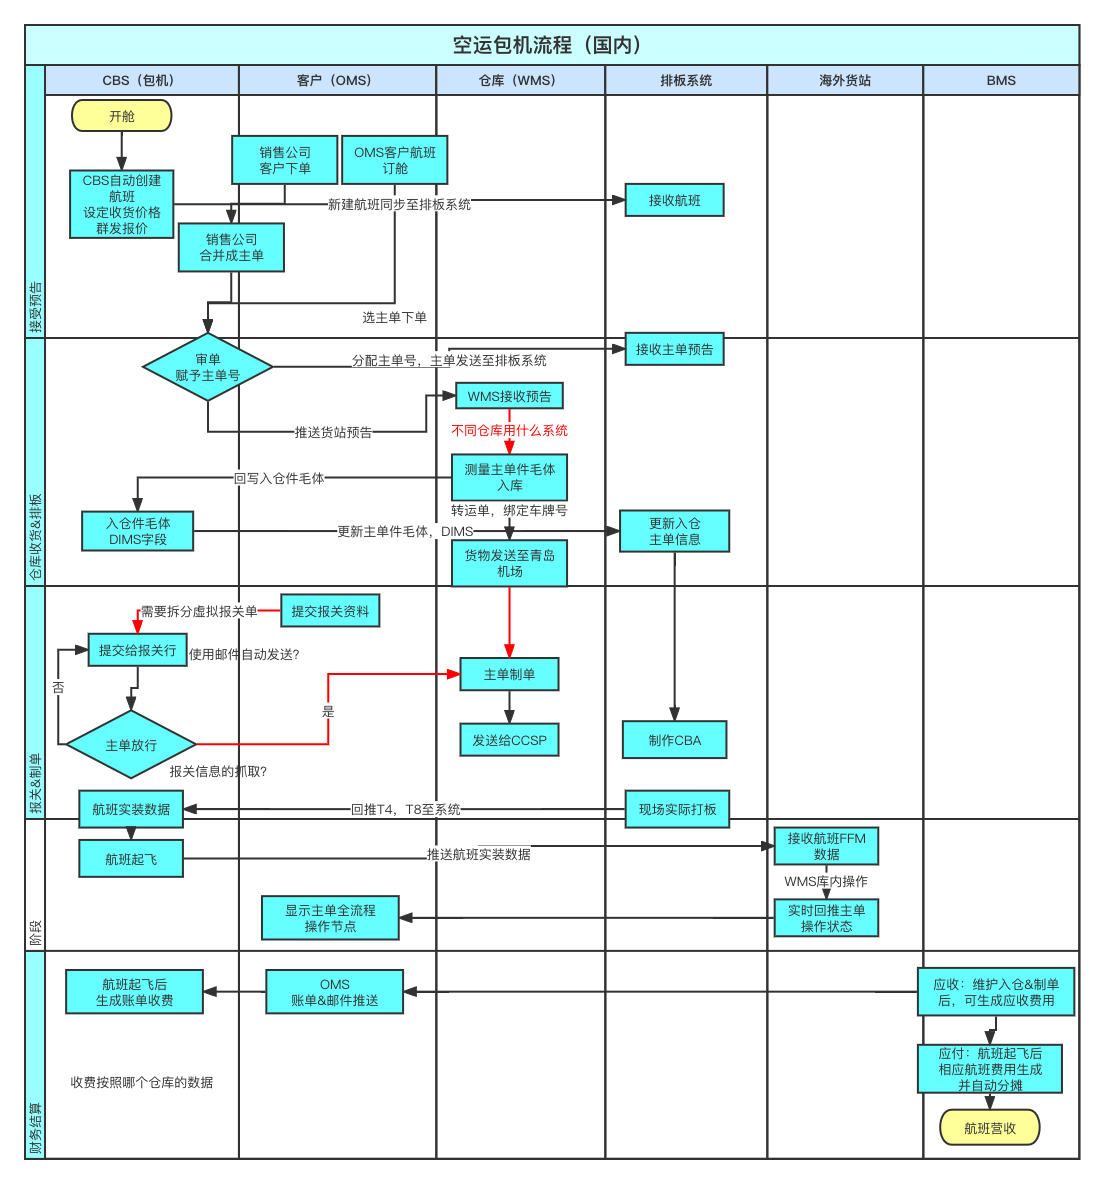 空运包机流程（国内）
CBS（包机）
客户（OMS）
仓库（WMS）
排板系统
海外货站
BMS
接受预告
开舱
销售公司
客户下单
OMS客户航班
订舱
CBS自动创建
航班
设定收货价格
群发报价
新建航班同步至排板系统
接收航班
销售公司
合并成主单
选主单下单
仓库收货&排板
审单
赋予主单号
分配主单号，主单发送至排板系统
接收主单预告
WMS接收预告
推送货站预告
不同仓库用什么系统
测量主单件毛体
入库
回写入仓件毛体
转运单，绑定车牌号
入仓件毛体
DIMS字段
更新主单件毛体，DIMS
更新入仓
主单信息
货物发送至青岛
机场
报关&制单
需要拆分虚拟报关单
提交报关资料
提交给报关行
使用邮件自动发送?
否
主单制单
是
主单放行
发送给CCSP
制作CBA
报关信息的抓取?
航班实装数据
回推T4，T8至系统
现场实际打板
阶段
航班起飞
推送航班实装数据
接收航班FFM
数据
WMS库内操作
显示主单全流程
操作节点
实时回推主单
操作状态
财务结算
航班起飞后
生成账单收费
OMS
账单&邮件推送
应收：维护入仓&制单
后，可生成应收费用
应付：航班起飞后
相应航班费用生成
并自动分摊
收费按照哪个仓库的数据
航班营收